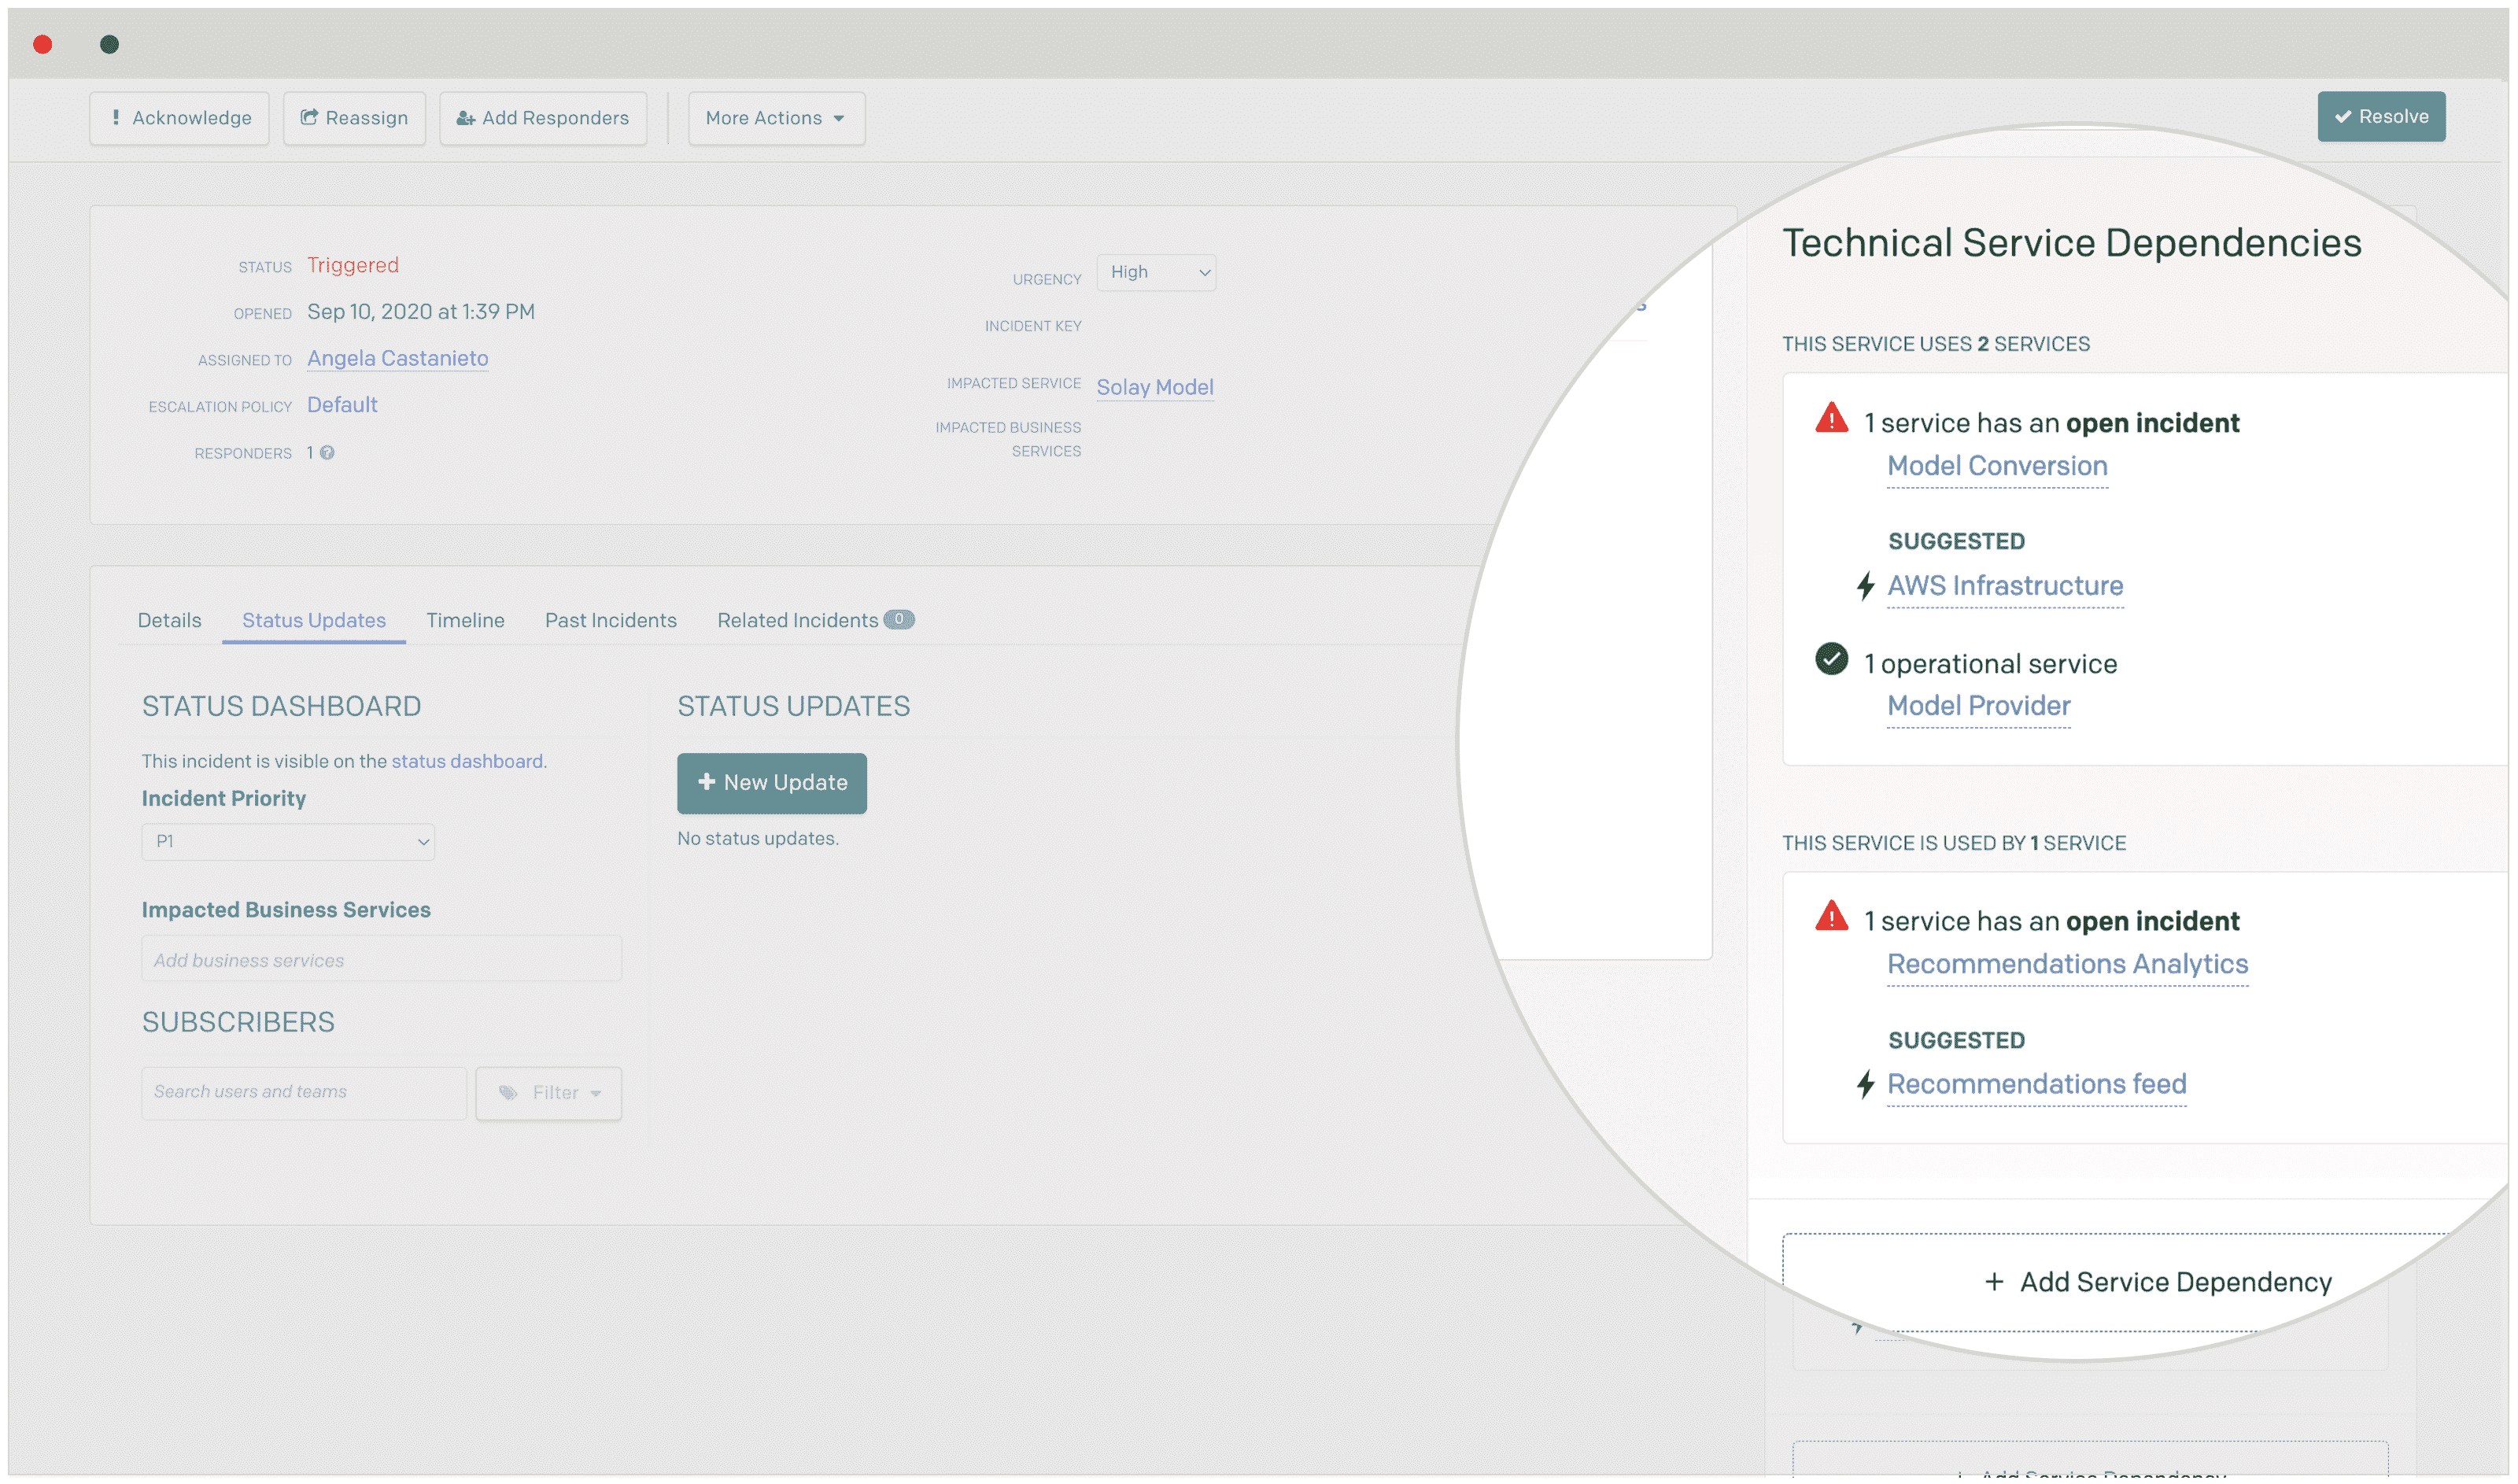 Acknowledge
Reassign
Add Responders
More Actions
Resolve
STATUS Triggered
OPENED Sep 10, 2020 at 1:39 PM
ASSIGNED TO Angela Castanieto
ESCALATION POLICY Default
RESPONDERS 1
URGENCY High
INCIDENT KEY
IMPACTED SERVICE Solay Model
IMPACTED BUSINESS
SERVICES
Details
Status Updates
Timeline
Past Incidents
Related Incidents 0
STATUS DASHBOARD
This incident is visible on the status dashboard.
Incident Priority
P1
Impacted Business Services
Add business services
SUBSCRIBERS
Search users and teams
Filter
STATUS UPDATES
New Update
No status updates.
Technical Service Dependencies
THIS SERVICE USES 2 SERVICES
1 service has an open incident
Model Conversion
SUGGESTED
AWS Infrastructure
1 operational service
Model Provider
THIS SERVICE IS USED BY 1 SERVICE
1 service has an open incident
Recommendations Analytics
SUGGESTED
Recommendations feed
+ Add Service Dependency
Add Service Dependency